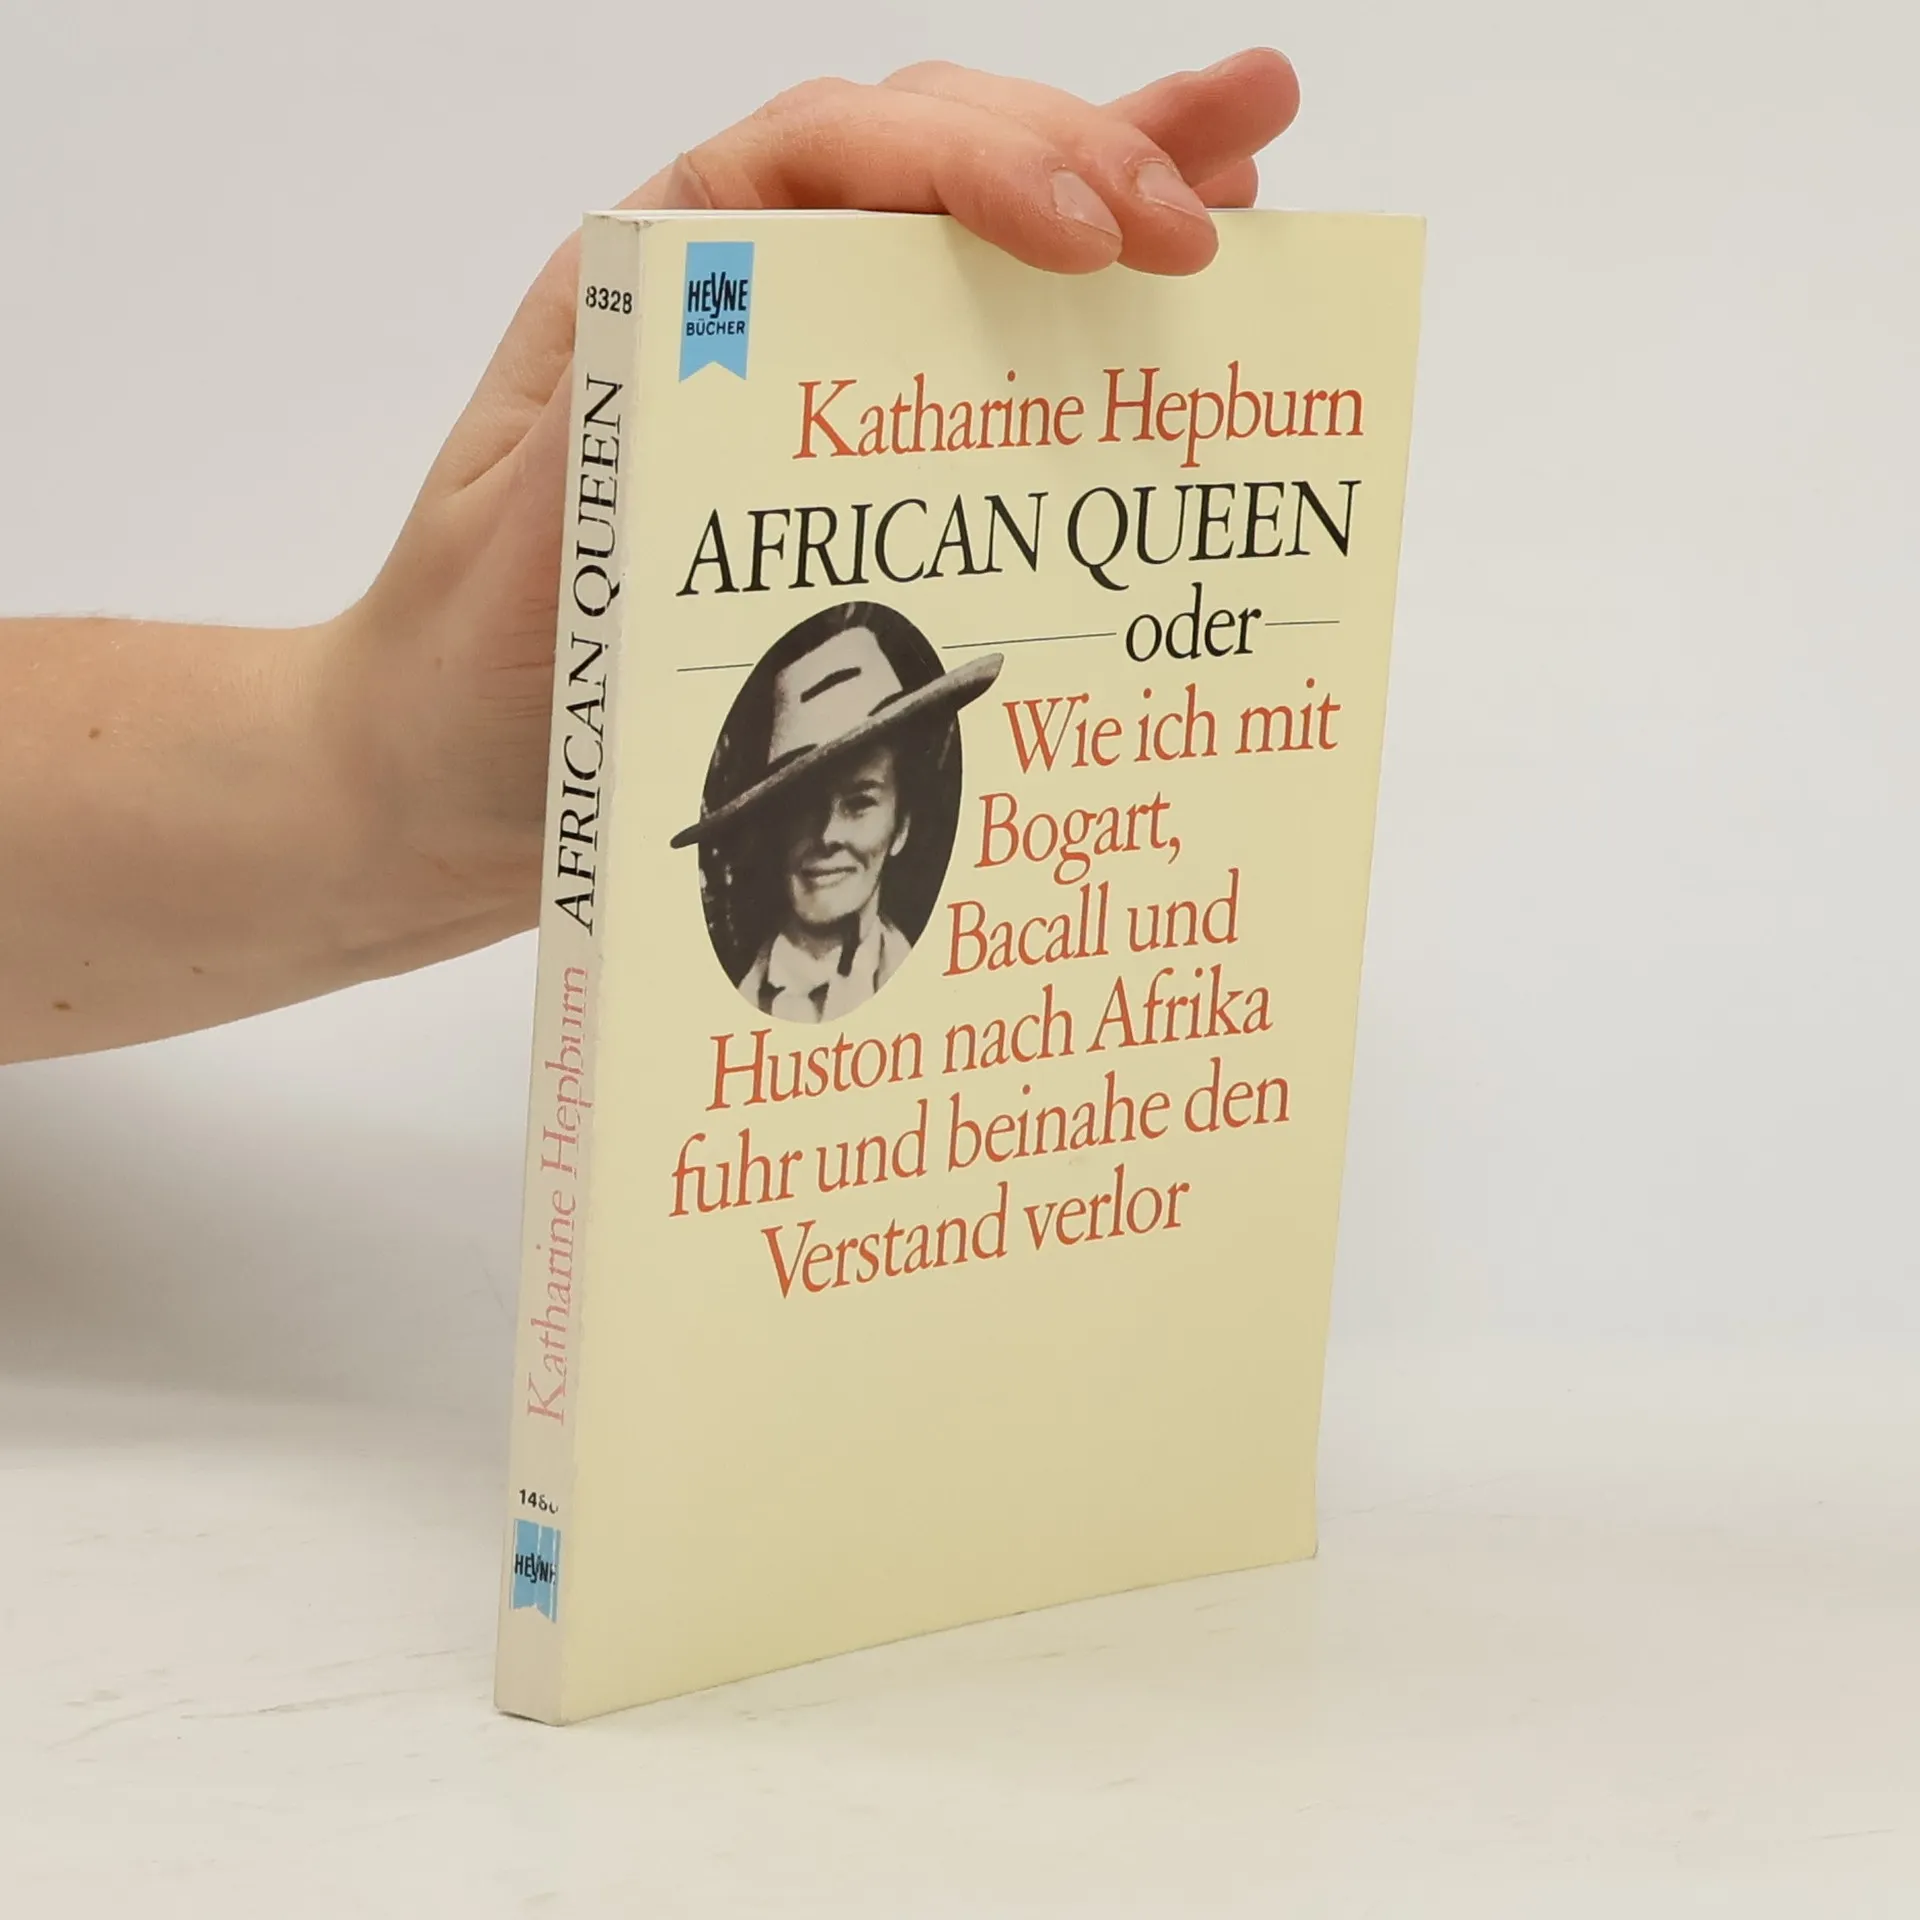 8328
AFRICAN QUEEN
Katharine Hepburn
HEYNE
HEYNE
BÜCHER
Katharine Hepburn
AFRICAN QUEEN
oder
Wie ich mit
Bogart,
Bacall und
Huston nach Afrika
fuhr und beinahe den
Verstand verlor